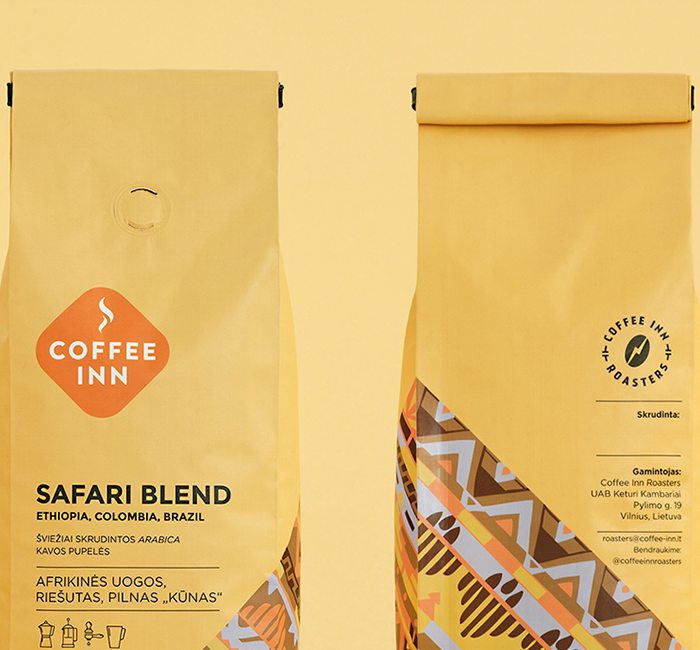 COFFEE
INN
SAFARI BLEND
ETHIOPIA, COLOMBIA, BRAZIL
ŠVIEŽIAI SKRUDINTOS ARABICA
KAVOS PUPELĖS
AFRIKINĖS UOGOS,
RIEŠUTAS, PILNAS „KŪNAS“
COFFEE INN
ROASTERS
Skrudinta:
Gamintojas:
Coffee Inn Roasters
UAB Keturi Kambariai
Pylimo g. 19
Vilnius, Lietuva
roasters@coffee-inn.lt
Bendraukime:
@coffeeinnroasters